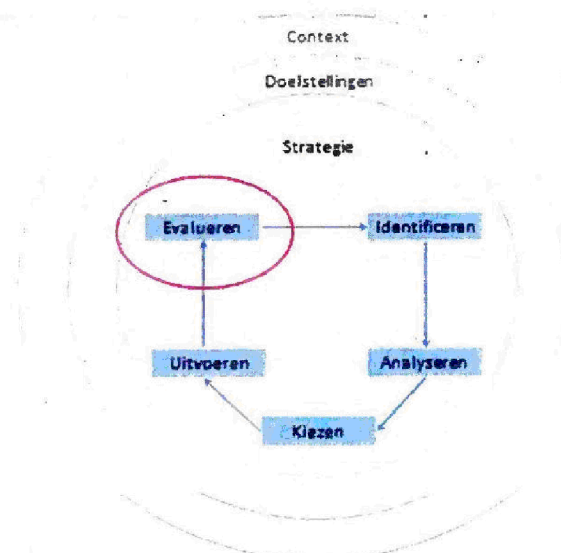 Context
Doelstellingen
Strategie
Evalueren
Identificeren
Uitvoeren
Analyseren
Kiezen